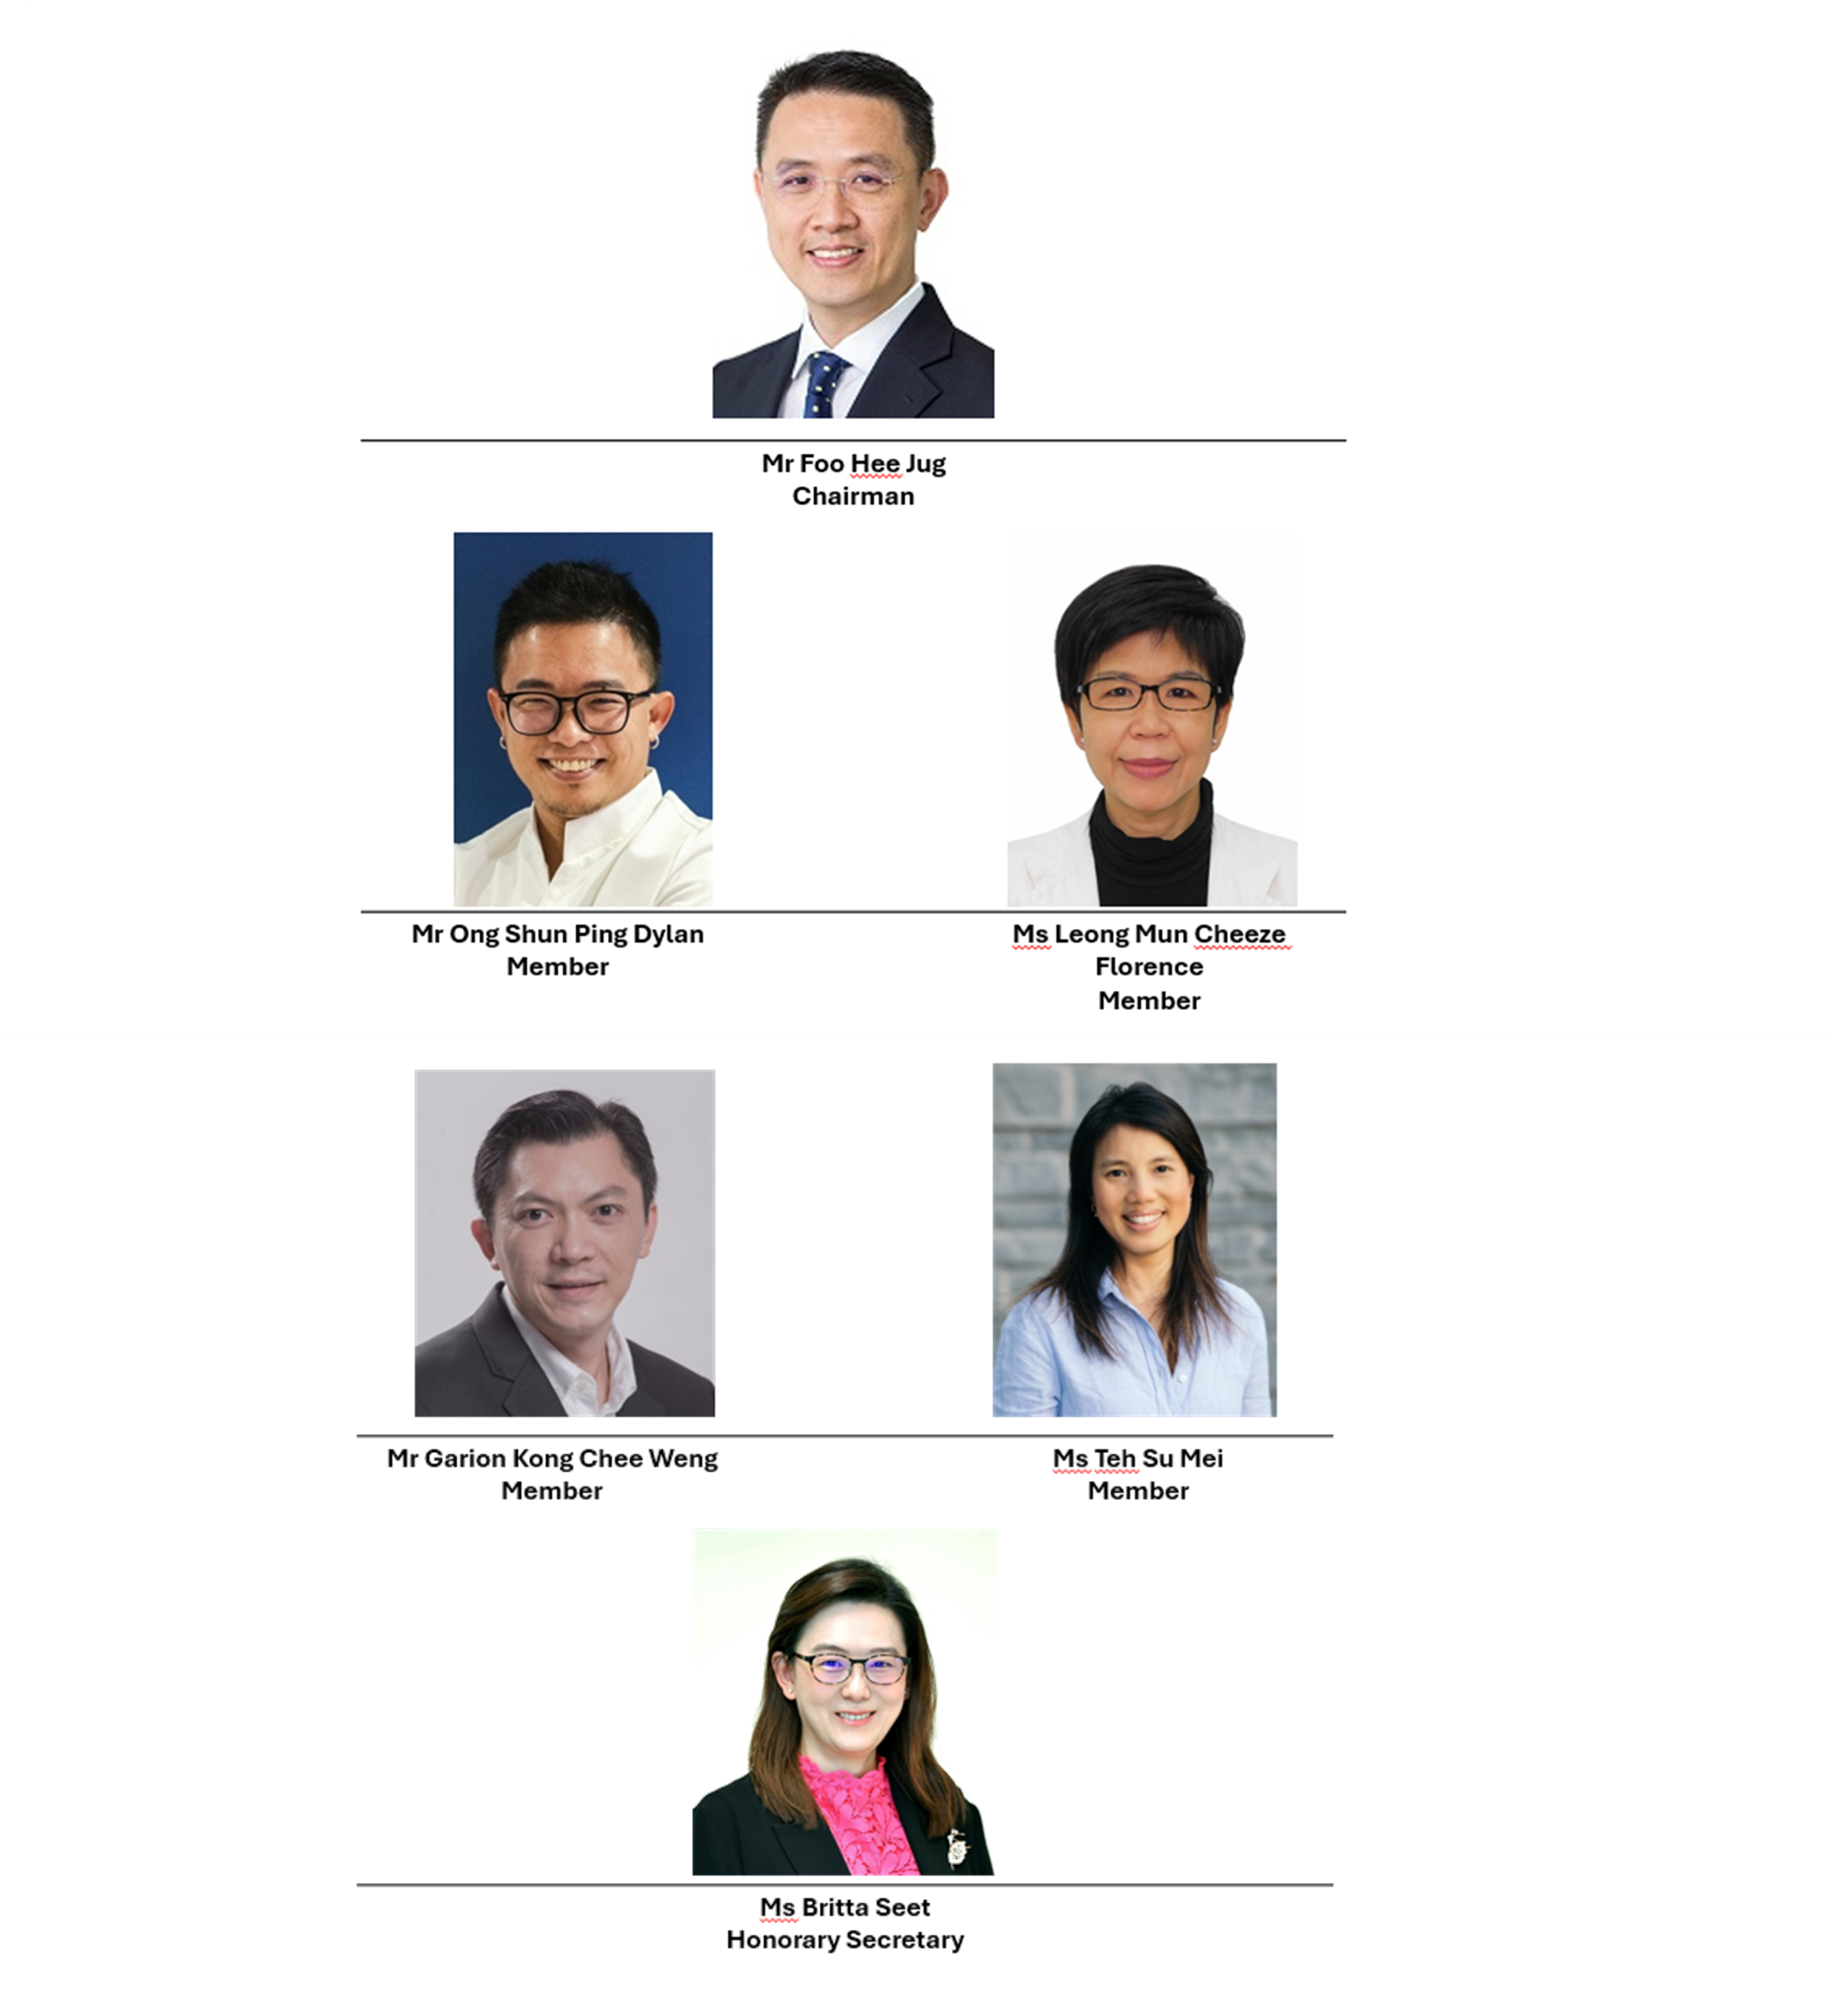 Mr Foo Hee Jug
Chairman
Mr Ong Shun Ping Dylan
Member
Ms Leong Mun Cheeze
Florence
Member
Mr Garion Kong Chee Weng
Member
Ms Teh Su Mei
Member
Ms Britta Seet
Honorary Secretary